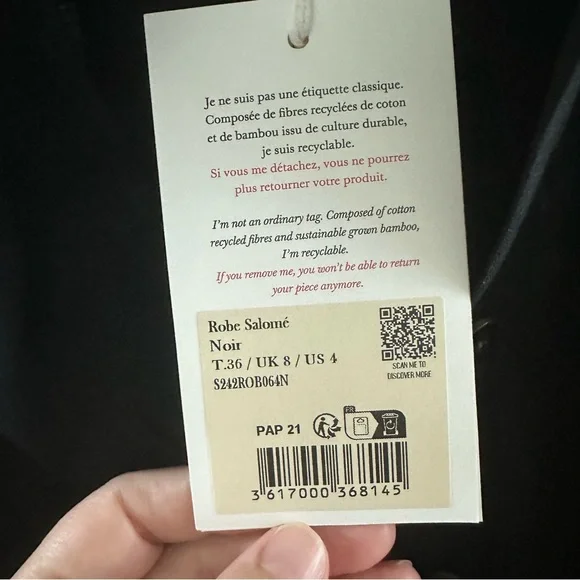 Je ne suis pas une étiquette classique.
Composée de fibres recyclées de coton
et de bambou issu de culture durable,
je suis recyclable.
Si vous me détachez, vous ne pourrez
plus retourner votre produit.
I'm not an ordinary tag. Composed of cotton
recycled fibres and sustainable grown bamboo,
I'm recyclable.
If you remove me, you won't be able to return
your piece anymore.
Robe Salomé
Noir
T.36 / UK 8 / US 4
S242ROB064N
SCAN ME TO
DISCOVER MORE
PAP 21
FR
3 617000 368145